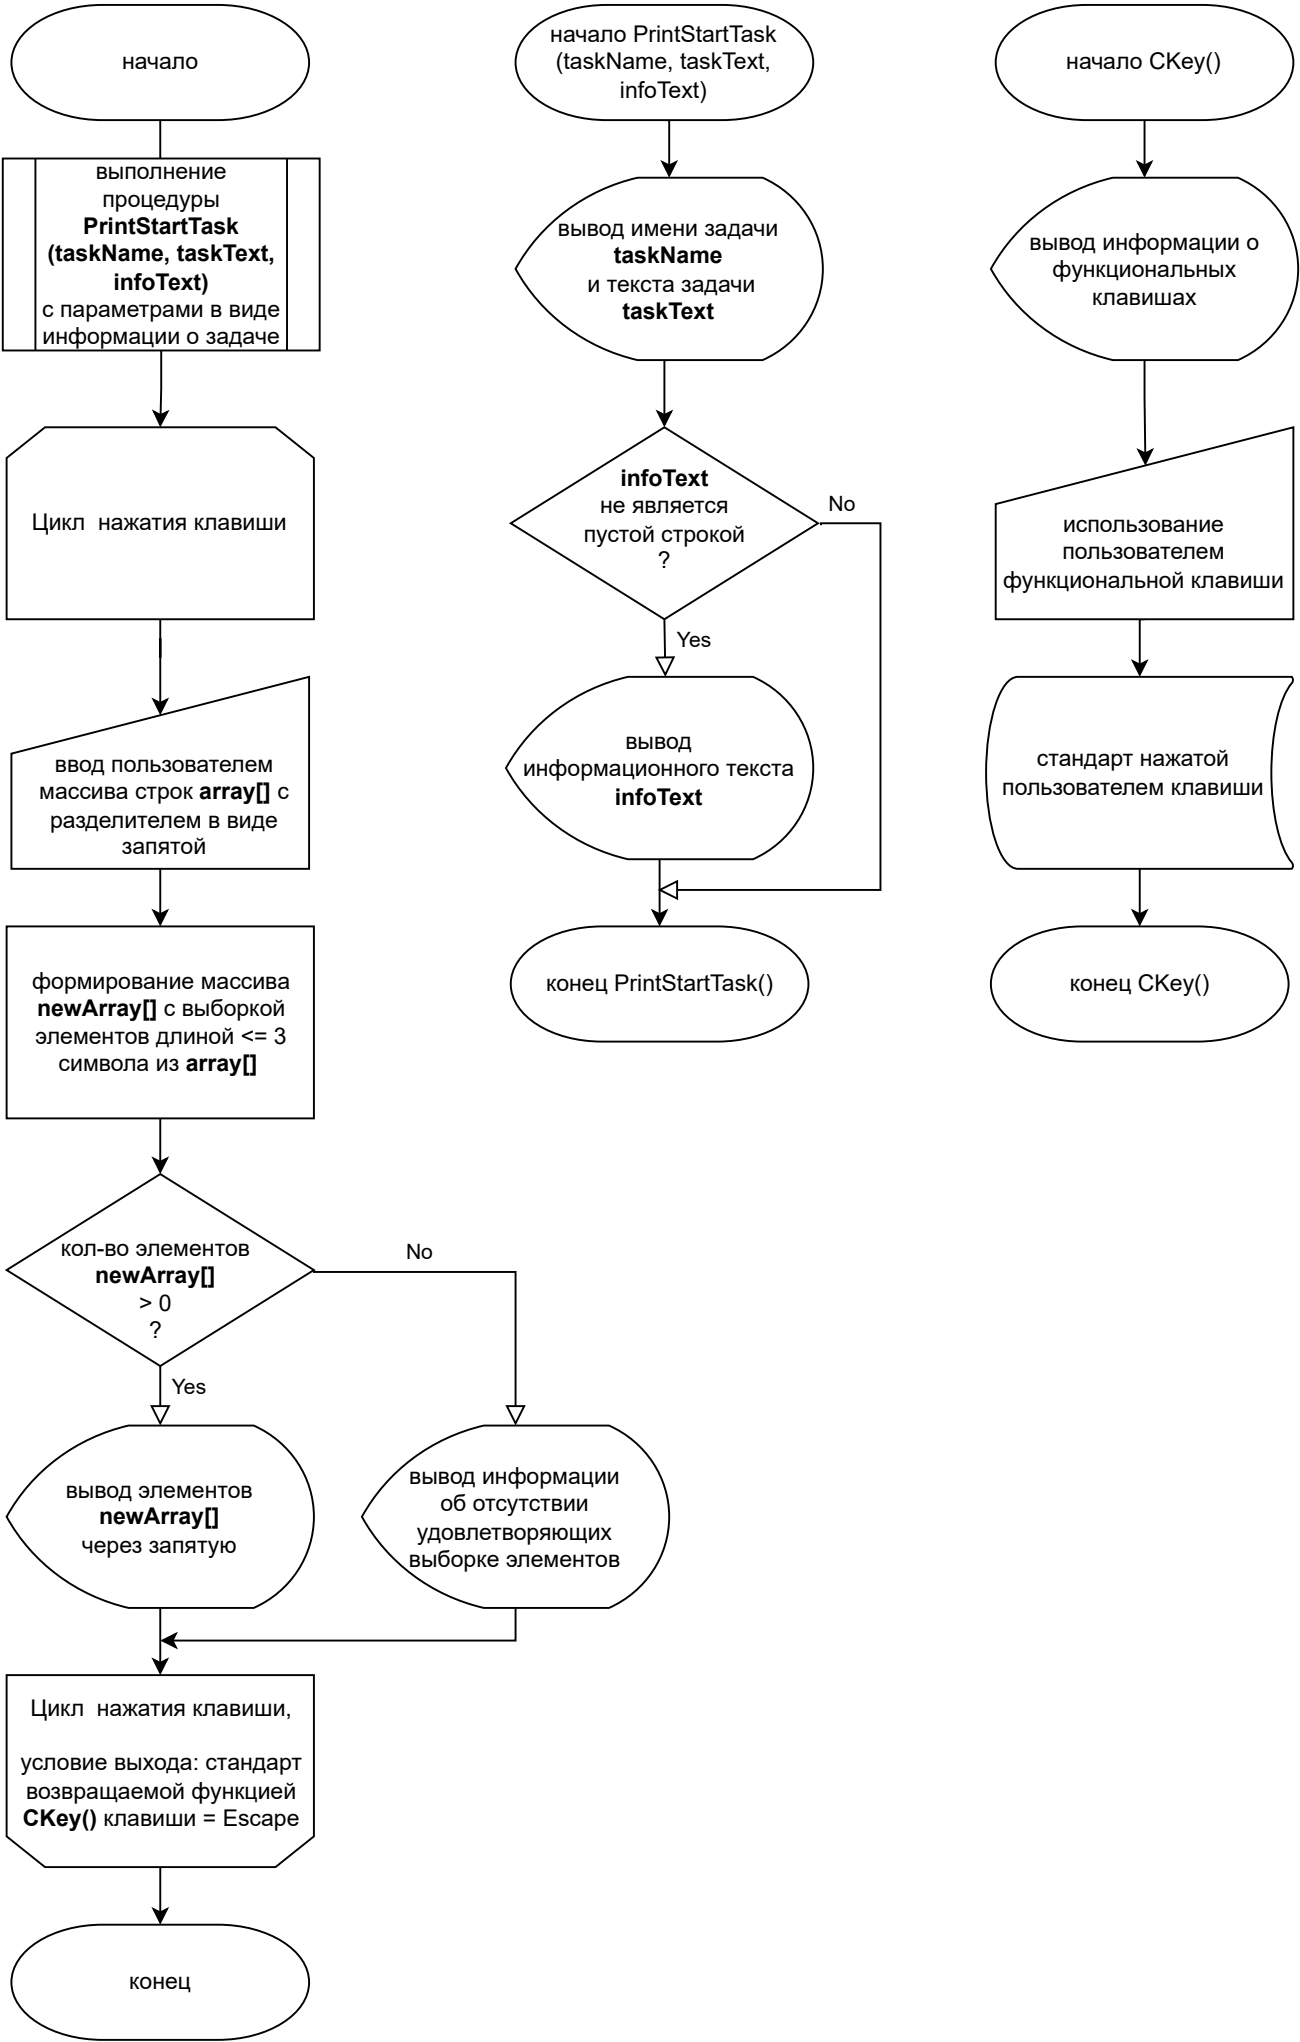 начало
выполнение
процедуры
PrintStartTask
(taskName, taskText,
infoText)
с параметрами в виде
информации о задаче
Цикл  нажатия клавиши
ввод пользователем
массива строк array[] с
разделителем в виде
запятой
формирование массива
newArray[] с выборкой
элементов длиной <= 3
символа из array[]
кол-во элементов
newArray[]
> 0
?
No
Yes
вывод элементов
newArray[]
через запятую
вывод информации
об отсутствии
удовлетворяющих
выборке элементов
Цикл  нажатия клавиши,
условие выхода: стандарт
возвращаемой функцией
CKey() клавиши = Escape
конец
начало PrintStartTask
(taskName, taskText,
infoText)
вывод имени задачи
taskName
и текста задачи
taskText
infoText
не является
пустой строкой
?
No
Yes
вывод
информационного текста
infoText
конец PrintStartTask()
начало CKey()
вывод информации о
функциональных
клавишах
использование
пользователем
функциональной клавиши
стандарт нажатой
пользователем клавиши
конец CKey()